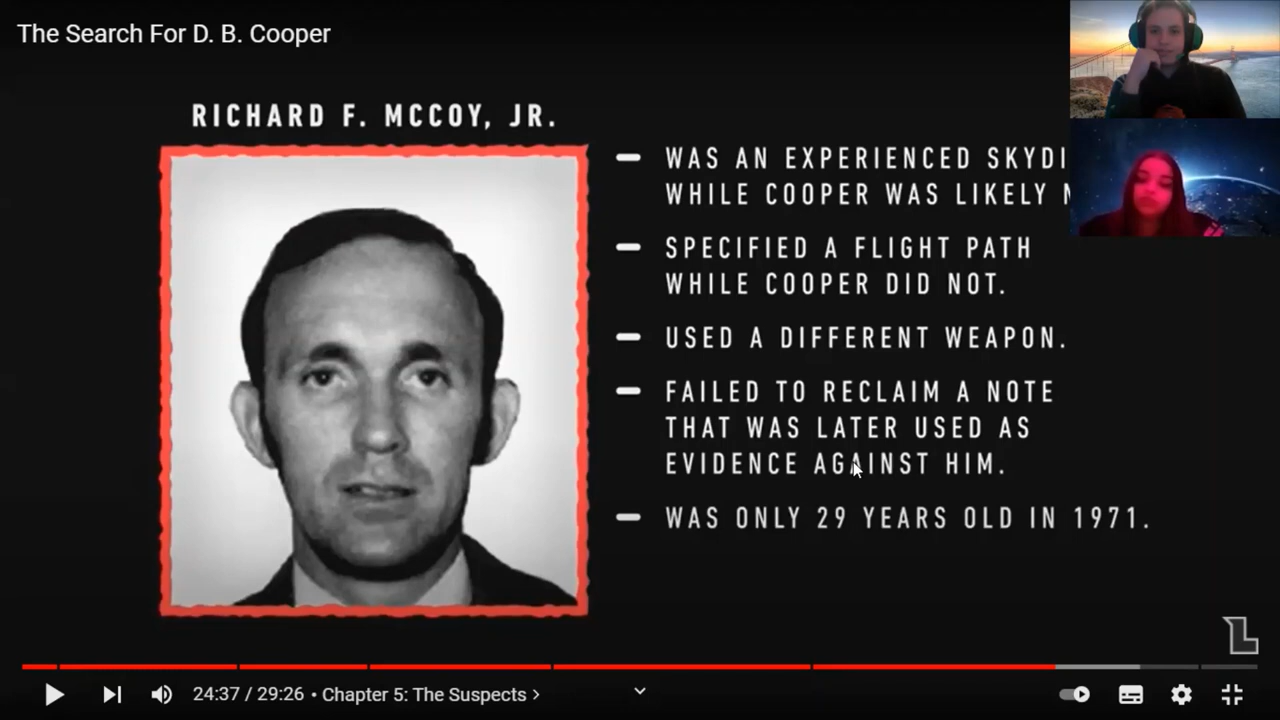 The Search For D. B. Cooper
RICHARD F. MCCOY, JR.
– WAS AN EXPERIENCED
WHILE COOPER WAS LIKELY
– SPECIFIED A FLIGHT PATH
WHILE COOPER DID NOT.
– USED A DIFFERENT WEAPON.
– FAILED TO RECLAIM A NOTE
THAT WAS LATER USED AS
EVIDENCE AGAINST HIM.
– WAS ONLY 29 YEARS OLD IN 1971.
24:37 / 29:26 • Chapter 5: The Suspects >